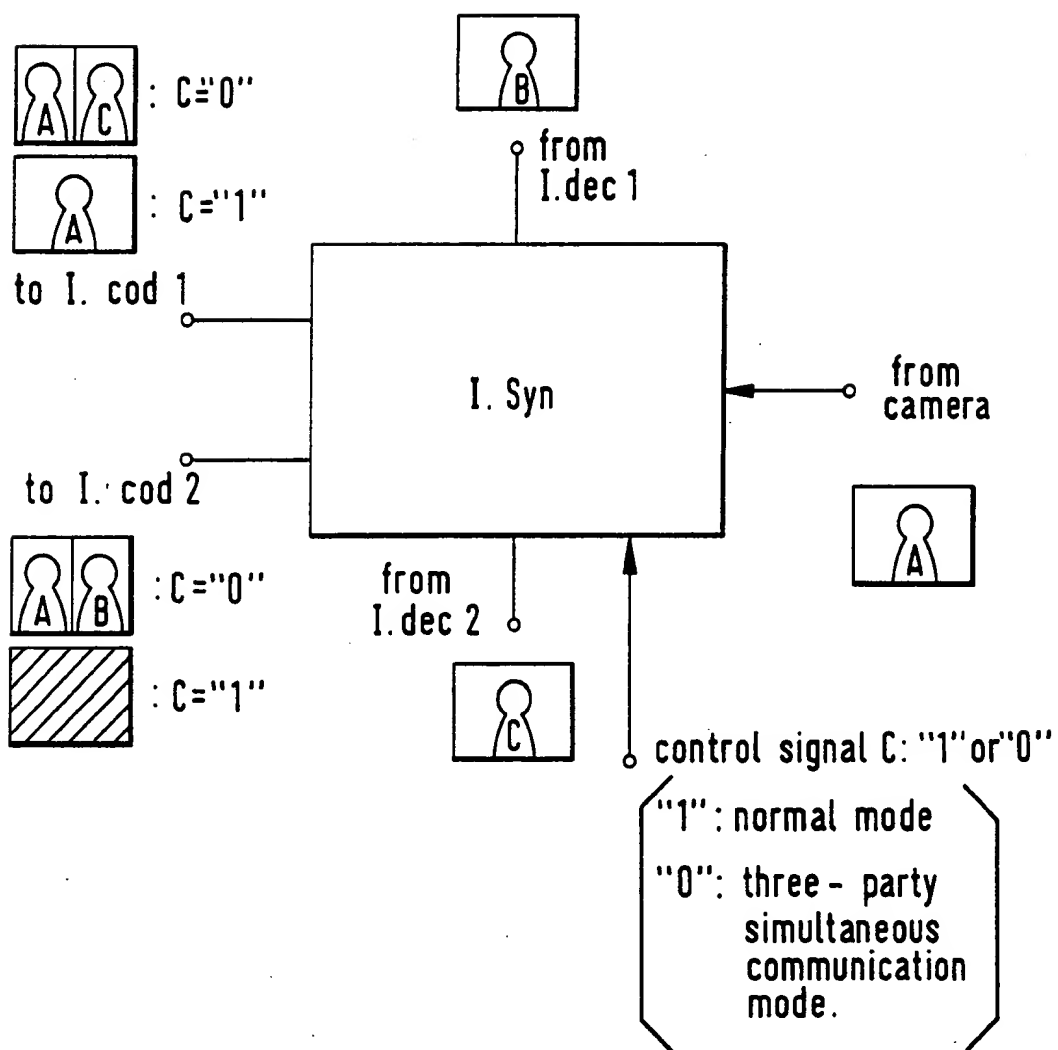 B
A C : C="0"
from
I.dec 1
A : C="1"
to I. cod 1
I. Syn
from
camera
to I. cod 2
A
A B : C="0"
from
I.dec 2
: C="1"
C
control signal C: "1" or "0"
"1": normal mode
"0": three - party
simultaneous
communication
mode.